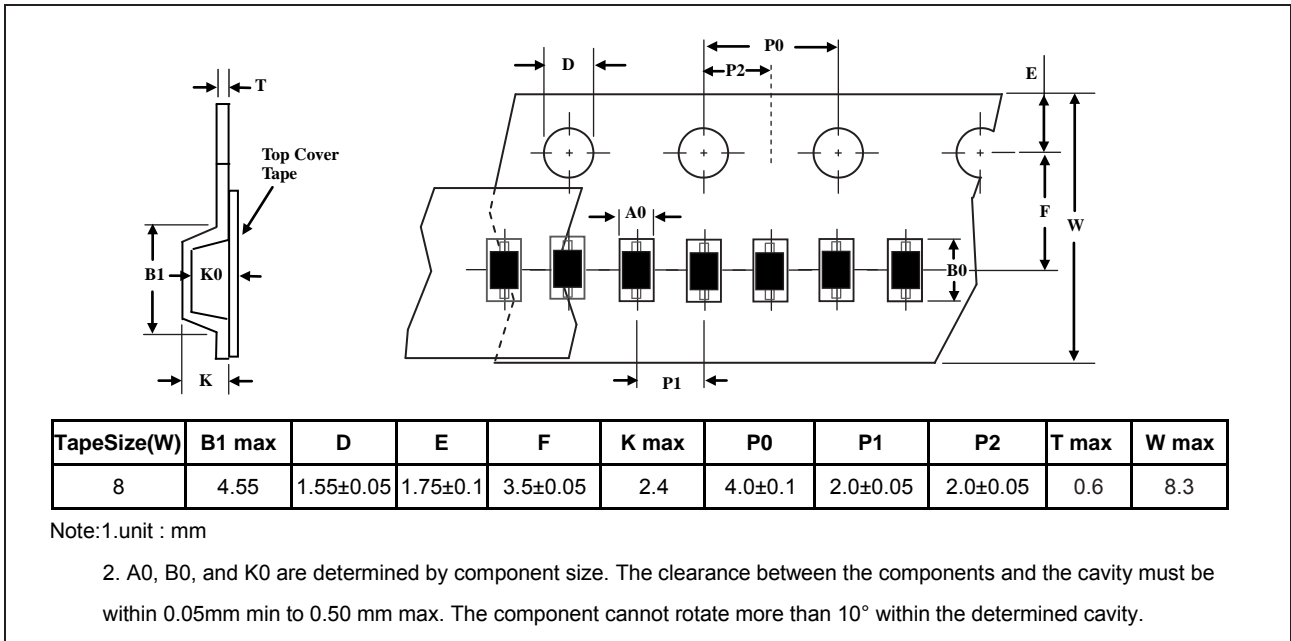 P0
D
P2
E
T
Top Cover
Tape
A0
F
W
B1
K0
B0
K
P1
TapeSize(W) B1 max D E F K max P0 P1 P2 T max W max
8 4.55 1.55±0.05 1.75±0.1 3.5±0.05 2.4 4.0±0.1 2.0±0.05 2.0±0.05 0.6 8.3
Note:1.unit : mm
2. A0, B0, and K0 are determined by component size. The clearance between the components and the cavity must be
within 0.05mm min to 0.50 mm max. The component cannot rotate more than 10° within the determined cavity.